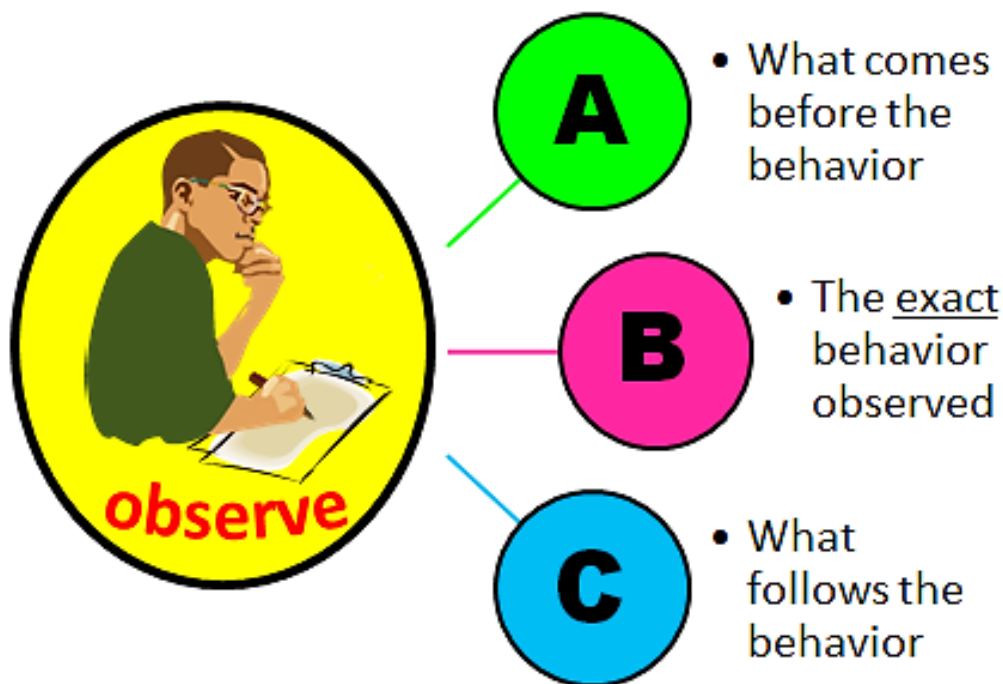 observe
A
• What comes
before the
behavior
B
• The exact
behavior
observed
C
• What
follows the
behavior